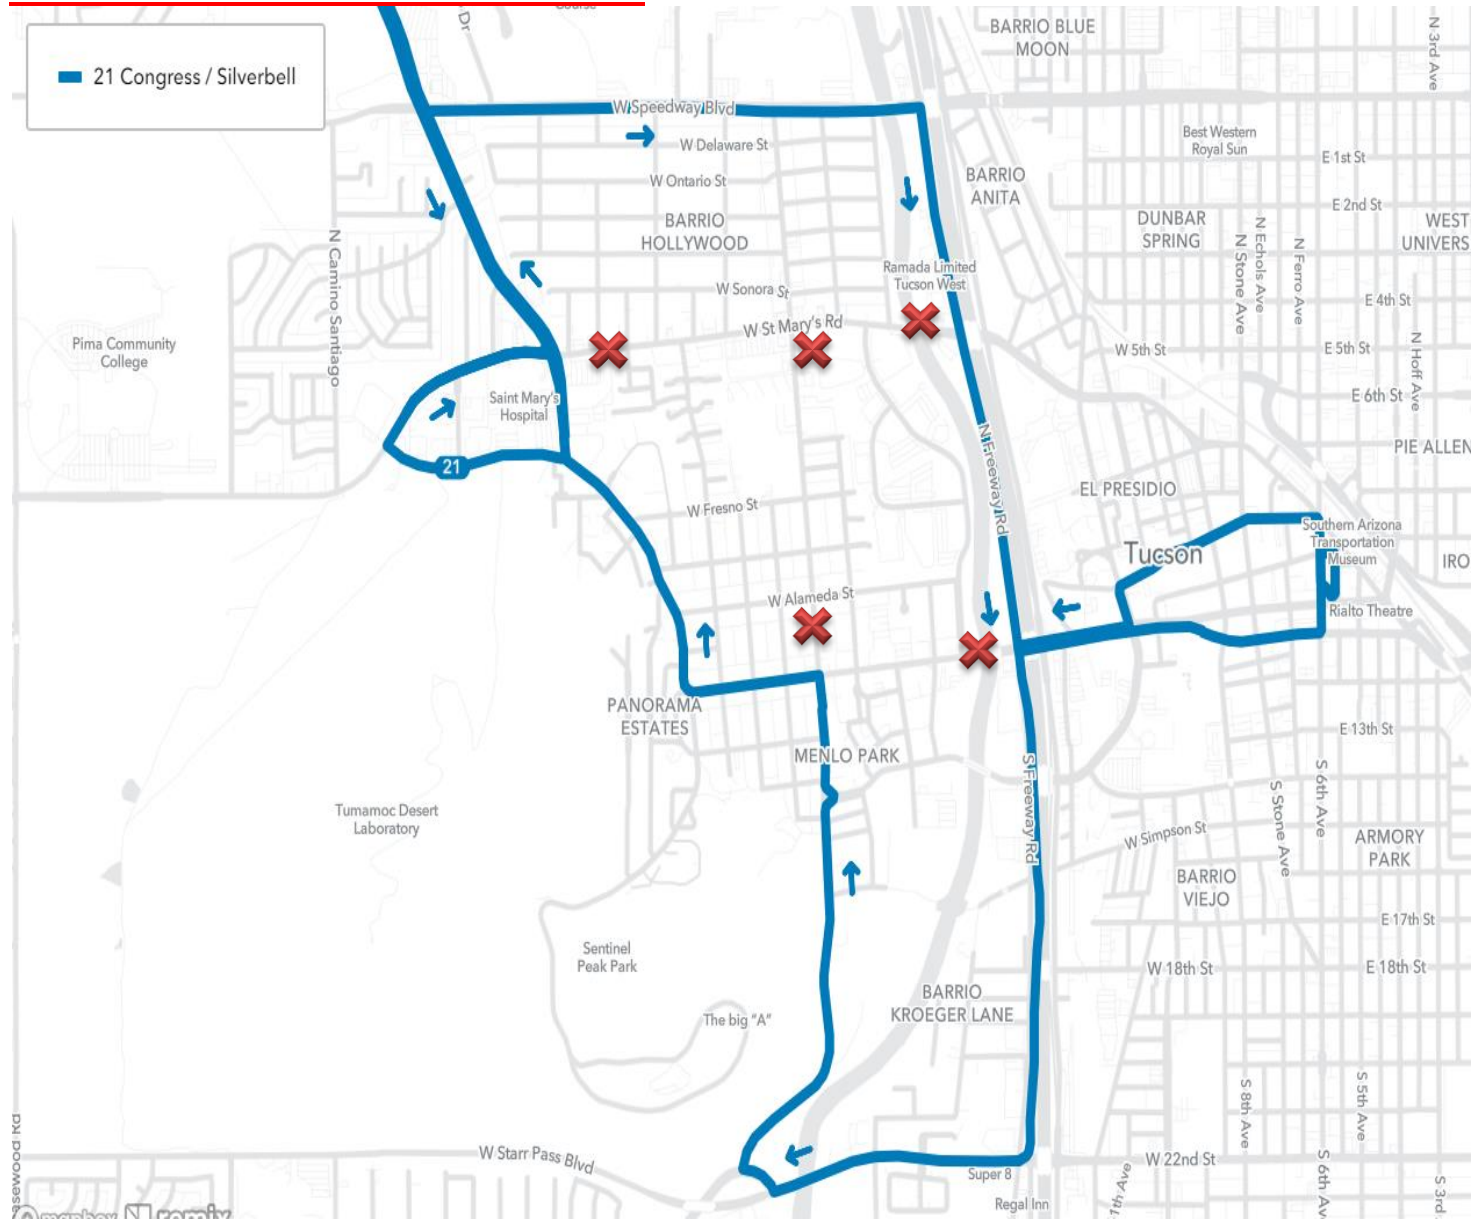 Dr
Course
BARRIO BLUE
MOON
N 3rd Ave
21 Congress / Silverbell
W Speedway Blvd
W Delaware St
Best Western
Royal Sun
E 1st St
W Ontario St
BARRIO
ANITA
E 2nd St
BARRIO
HOLLYWOOD
DUNBAR
SPRING
WEST
UNIVERS
N Camino Santiago
N Stone Ave
N Echols Ave
N Ferro Ave
Ramada Limited
Tucson West
W Sonora St
E 4th St
W St Mary's Rd
Pima Community
College
W 5th St
E 5th St
N Hoff Ave
Saint Mary's
Hospital
E 6th St
PIE ALLEN
21
N Freeway Rd
EL PRESIDIO
W Fresno St
Southern Arizona
Transportation
Museum
Tucson
IRO
W Alameda St
Rialto Theatre
PANORAMA
ESTATES
E 13th St
MENLO PARK
S Freeway Rd
S Stone Ave
S 6th Ave
Tumamoc Desert
Laboratory
W Simpson St
ARMORY
PARK
BARRIO
VIEJO
E 17th St
Sentinel
Peak Park
W 18th St
E 18th St
BARRIO
KROEGER LANE
The big "A"
S 8th Ave
S 5th Ave
W Starr Pass Blvd
W 22nd St
Super 8
S 6th Av
S 3rd
Regal Inn
mapbox
remix